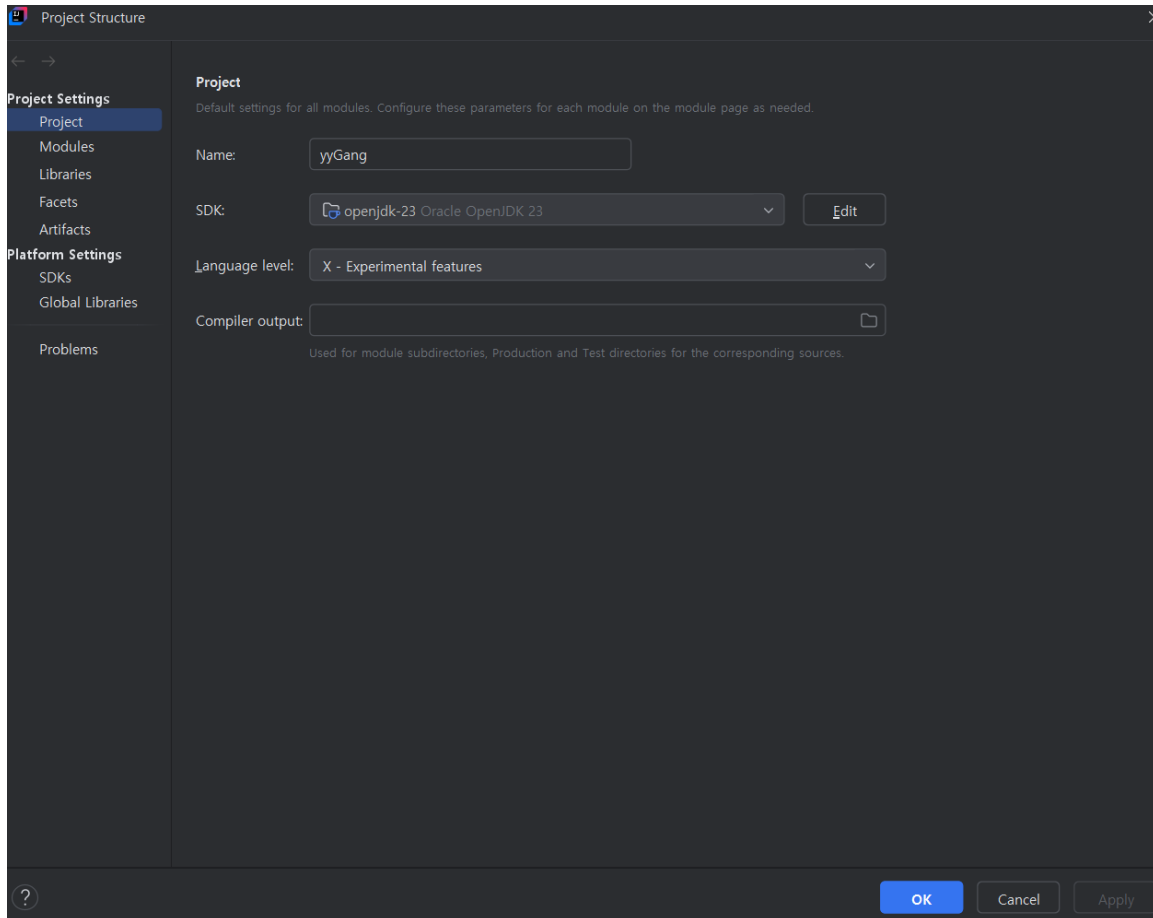 Project Structure
Project Settings
Project
Modules
Libraries
Facets
Artifacts
Platform Settings
SDKs
Global Libraries
Problems
Project
Default settings for all modules. Configure these parameters for each module on the module page as needed.
Name: yyGang
SDK: openjdk-23 Oracle OpenJDK 23 Edit
Language level: X - Experimental features
Compiler output:
Used for module subdirectories, Production and Test directories for the corresponding sources.
? OK Cancel Apply